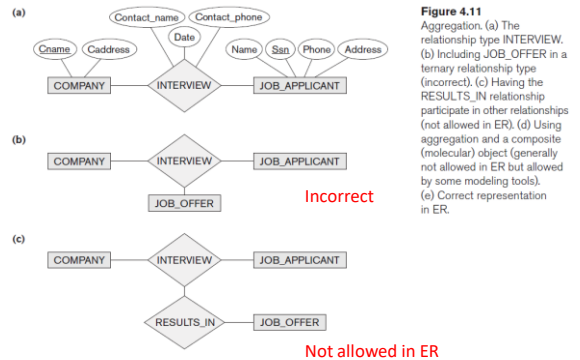 (a)
Contact_name
Contact_phone
Date
Cname
Caddress
Name
Ssn
Phone
Address
COMPANY
INTERVIEW
JOB_APPLICANT
(b)
COMPANY
INTERVIEW
JOB_APPLICANT
JOB_OFFER
Incorrect
(c)
COMPANY
INTERVIEW
JOB_APPLICANT
RESULTS_IN
JOB_OFFER
Not allowed in ER
Figure 4.11
Aggregation. (a) The
relationship type INTERVIEW.
(b) Including JOB_OFFER in a
ternary relationship type
(incorrect). (c) Having the
RESULTS_IN relationship
participate in other relationships
(not allowed in ER). (d) Using
aggregation and a composite
(molecular) object (generally
not allowed in ER but allowed
by some modeling tools).
(e) Correct representation
in ER.